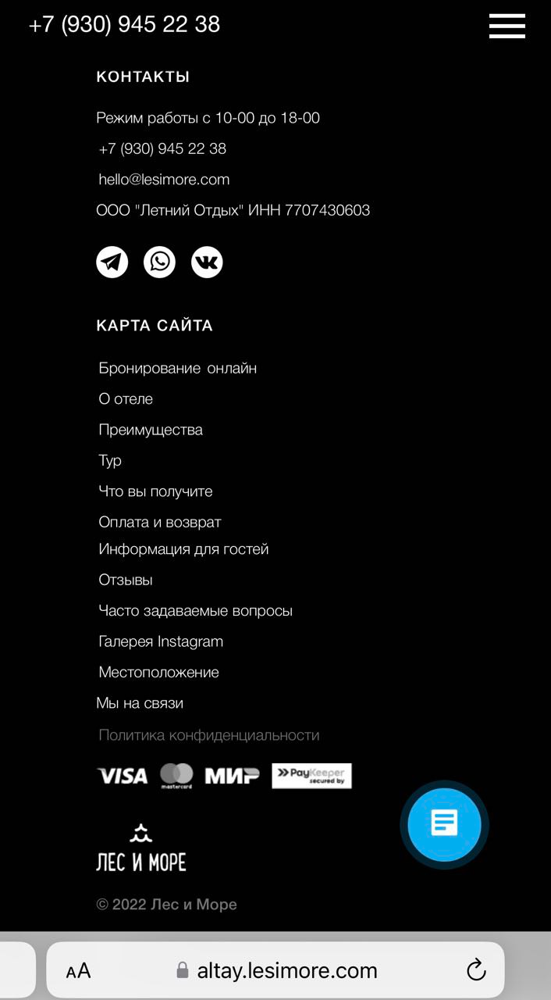 +7 (930) 945 22 38
КОНТАКТЫ
Режим работы с 10-00 до 18-00
+7 (930) 945 22 38
hello@lesimore.com
ООО "Летний Отдых" ИНН 7707430603
КАРТА САЙТА
Бронирование онлайн
О отеле
Преимущества
Тур
Что вы получите
Оплата и возврат
Информация для гостей
Отзывы
Часто задаваемые вопросы
Галерея Instagram
Местоположение
Мы на связи
Политика конфиденциальности
VISA mastercard МИР PayKeeper secured by
ЛЕС И МОРЕ
© 2022 Лес и Море
AA altay.lesimore.com